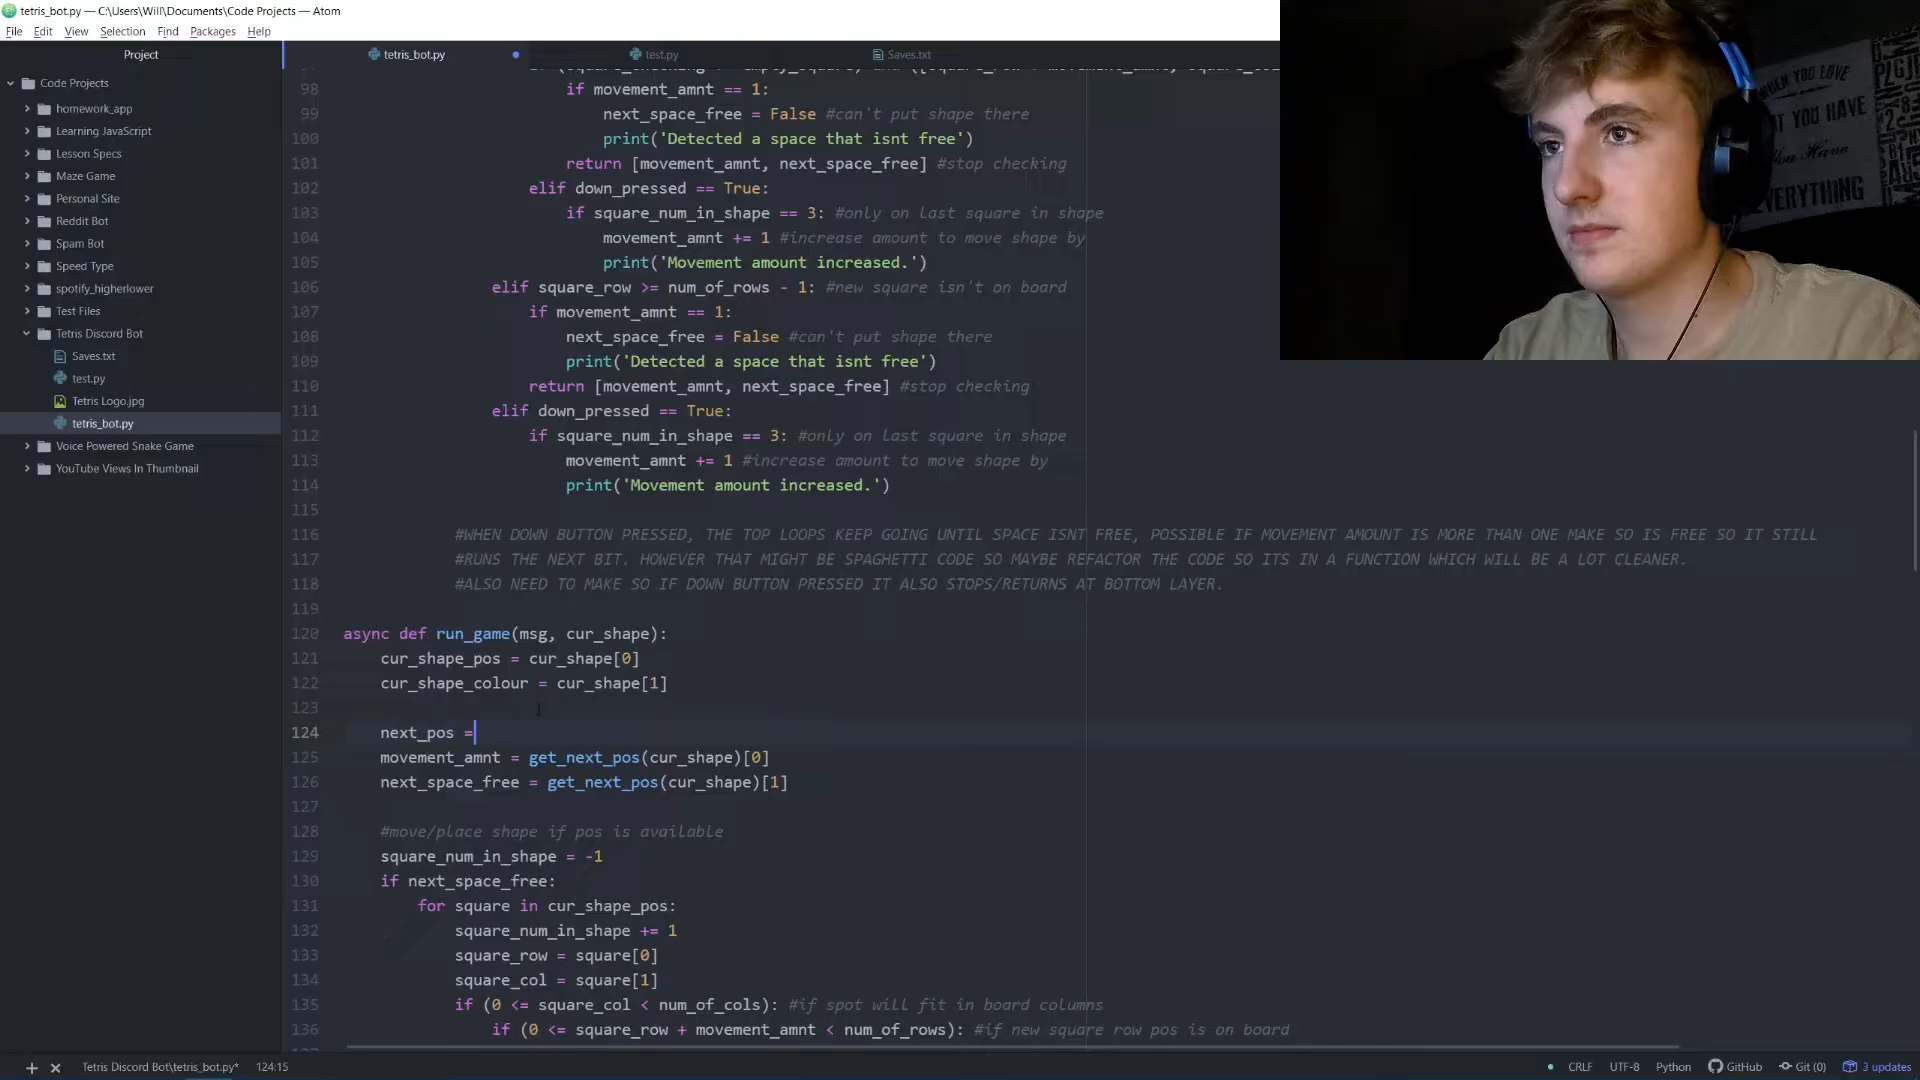 tetris_bot.py — C:\Users\Will\Documents\Code Projects — Atom
File Edit View Selection Find Packages Help
Project
tetris_bot.py
test.py
Saves.txt
Code Projects
homework_app
Learning JavaScript
Lesson Specs
Maze Game
Personal Site
Reddit Bot
Spam Bot
Speed Type
spotify_higherlower
Test Files
Tetris Discord Bot
Saves.txt
test.py
Tetris Logo.jpg
tetris_bot.py
Voice Powered Snake Game
YouTube Views In Thumbnail
98 if movement_amnt == 1:
99 next_space_free = False #can't put shape there
100 print('Detected a space that isnt free')
101 return [movement_amnt, next_space_free] #stop checking
102 elif down_pressed == True:
103 if square_num_in_shape == 3: #only on last square in shape
104 movement_amnt += 1 #increase amount to move shape by
105 print('Movement amount increased.')
106 elif square_row >= num_of_rows - 1: #new square isn't on board
107 if movement_amnt == 1:
108 next_space_free = False #can't put shape there
109 print('Detected a space that isnt free')
110 return [movement_amnt, next_space_free] #stop checking
111 elif down_pressed == True:
112 if square_num_in_shape == 3: #only on last square in shape
113 movement_amnt += 1 #increase amount to move shape by
114 print('Movement amount increased.')
115
116 #WHEN DOWN BUTTON PRESSED, THE TOP LOOPS KEEP GOING UNTIL SPACE ISNT FREE, POSSIBLE IF MOVEMENT AMOUNT IS MORE THAN ONE MAKE SO IS FREE SO IT STILL
117 #RUNS THE NEXT BIT. HOWEVER THAT MIGHT BE SPAGHETTI CODE SO MAYBE REFACTOR THE CODE SO ITS IN A FUNCTION WHICH WILL BE A LOT CLEANER.
118 #ALSO NEED TO MAKE SO IF DOWN BUTTON PRESSED IT ALSO STOPS/RETURNS AT BOTTOM LAYER.
119
120 async def run_game(msg, cur_shape):
121 cur_shape_pos = cur_shape[0]
122 cur_shape_colour = cur_shape[1]
123
124 next_pos =
125 movement_amnt = get_next_pos(cur_shape)[0]
126 next_space_free = get_next_pos(cur_shape)[1]
127
128 #move/place shape if pos is available
129 square_num_in_shape = -1
130 if next_space_free:
131 for square in cur_shape_pos:
132 square_num_in_shape += 1
133 square_row = square[0]
134 square_col = square[1]
135 if (0 <= square_col < num_of_cols): #if spot will fit in board columns
136 if (0 <= square_row + movement_amnt < num_of_rows): #if new square row pos is on board
WHEN YOU LOVE
YOU HAVE
EVERYTHING
Tetris Discord Bot\tetris_bot.py* 124:15
CRLF UTF-8 Python GitHub Git (0) 3 updates